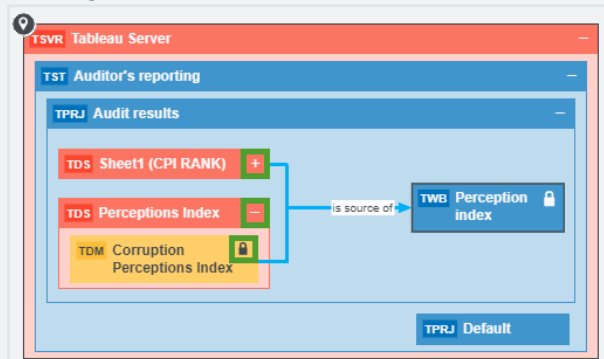 TSVR Tableau Server
TST Auditor's reporting
TPRJ Audit results
TDS Sheet1 (CPI RANK)
TDS Perceptions Index
TDM Corruption
Perceptions Index
is source of
TWB Perception
index
TPRJ Default